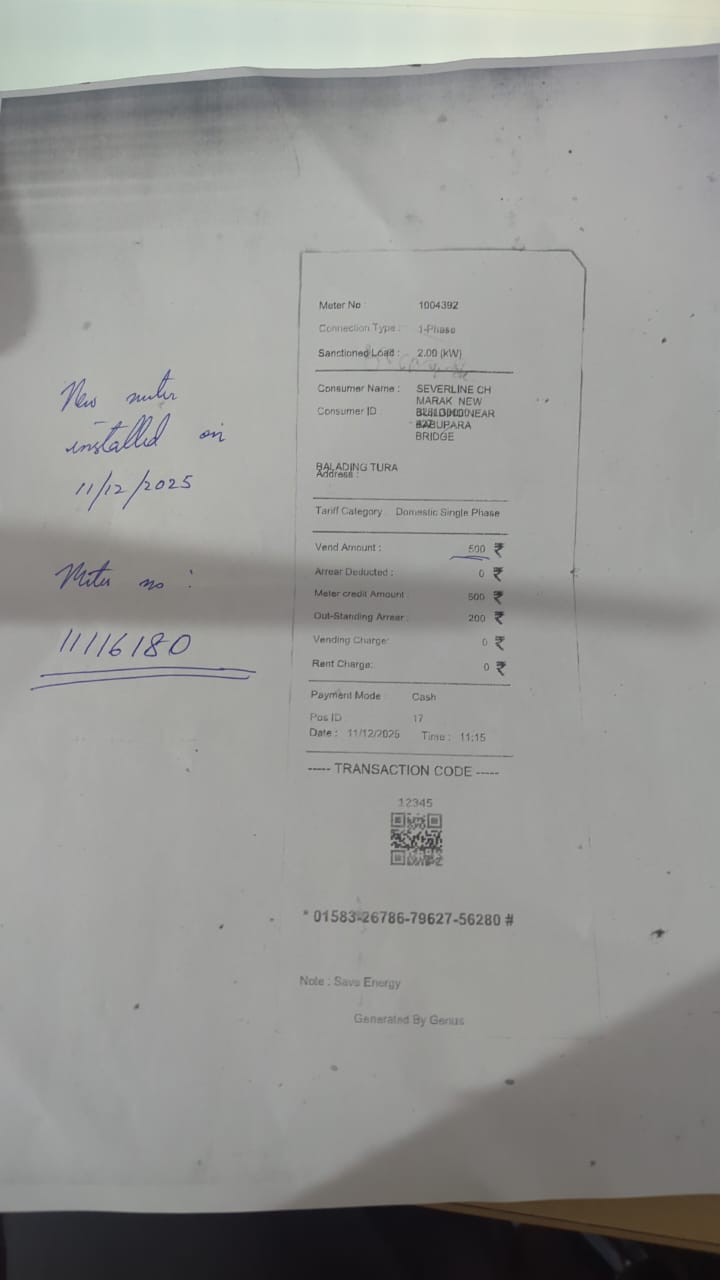 Meter No : 1004392
Connection Type : 1-Phase
Sanctioned Load : 2.00 (KW)
Consumer Name : SEVERLINE CH
MARAK NEW
Consumer ID :
NEAR
BABUPARA
BRIDGE
BALADING TURA
Address :
Tariff Category : Domestic Single Phase
Vend Amount : 500 ₹
Arrear Deducted : 0 ₹
Meter credit Amount 500 ₹
Out-Standing Arrear : 200 ₹
Vending Charge: 0 ₹
Rent Charge: 0 ₹
Payment Mode Cash
Pos ID 17
Date : 11/12/2025 Time : 11:15
----- TRANSACTION CODE -----
12345
* 01583-26786-79627-56280 #
Note : Save Energy
Generated By Genus
New meter
installed on
11/12/2025
Meter no :
11116180